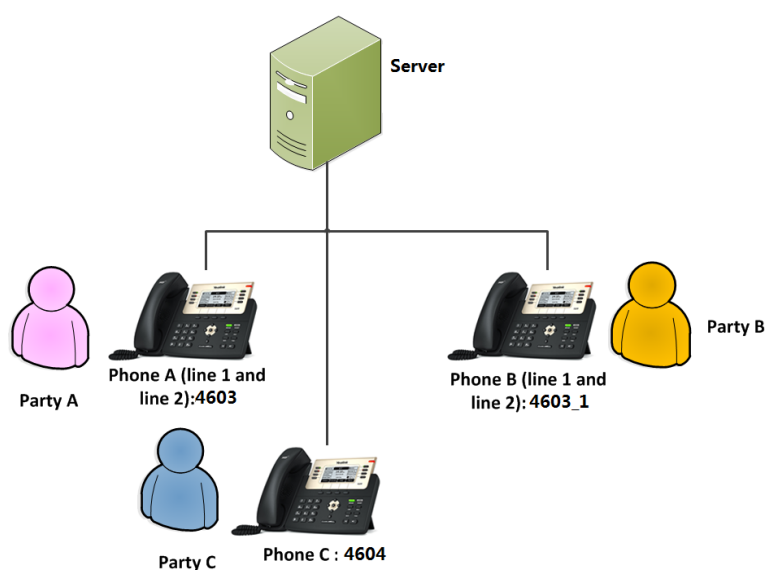 Server
Phone A (line 1 and
line 2):4603
Party A
Phone B (line 1 and
line 2): 4603_1
Party B
Party C
Phone C : 4604